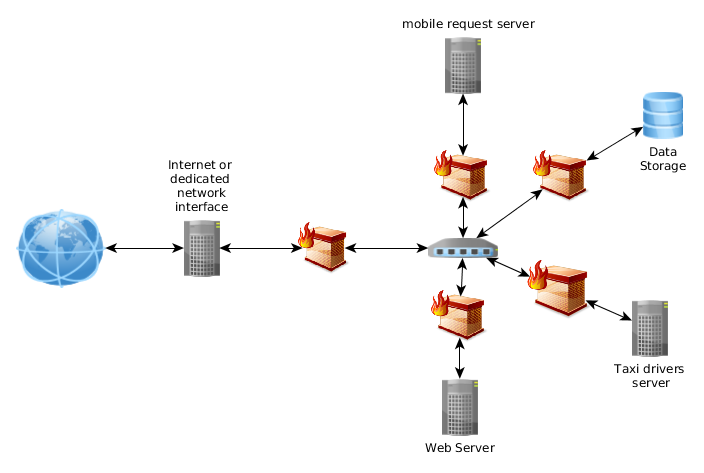 mobile request server
Data
Storage
Internet or
dedicated
network
interface
Taxi drivers
server
Web Server